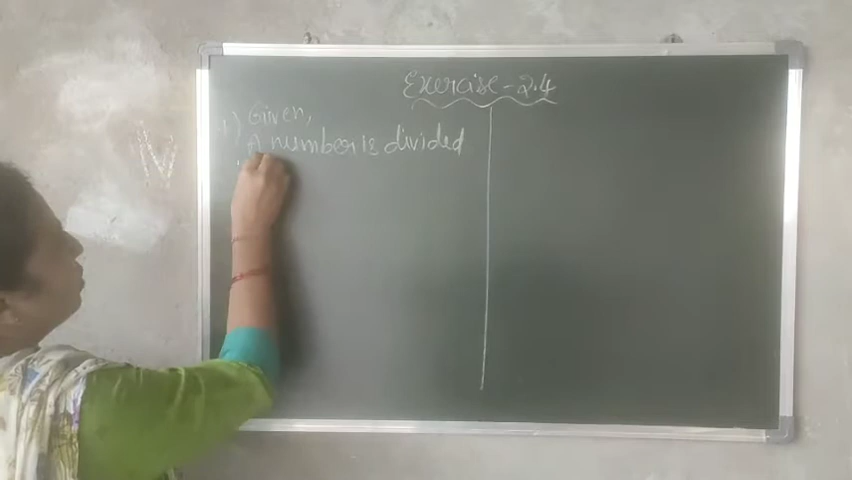 Exercise - 2.4
1) Given,
A number is divided